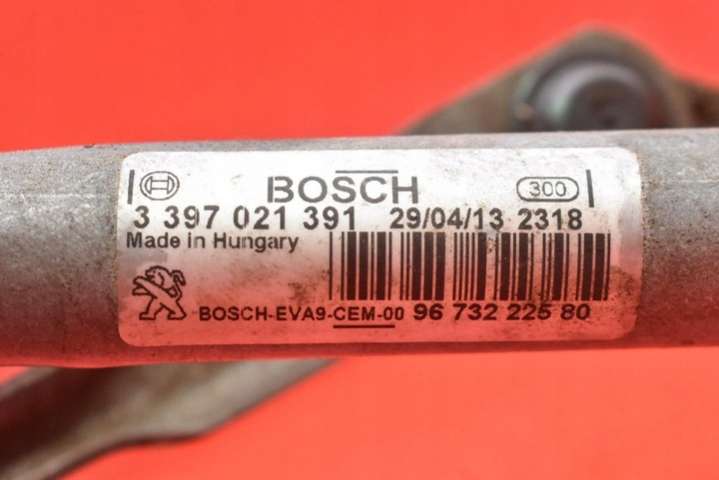 BOSCH 300
3 397 021 391 29/04/13 2318
Made in Hungary
BOSCH-EVA9-CEM-00 96 732 225 80